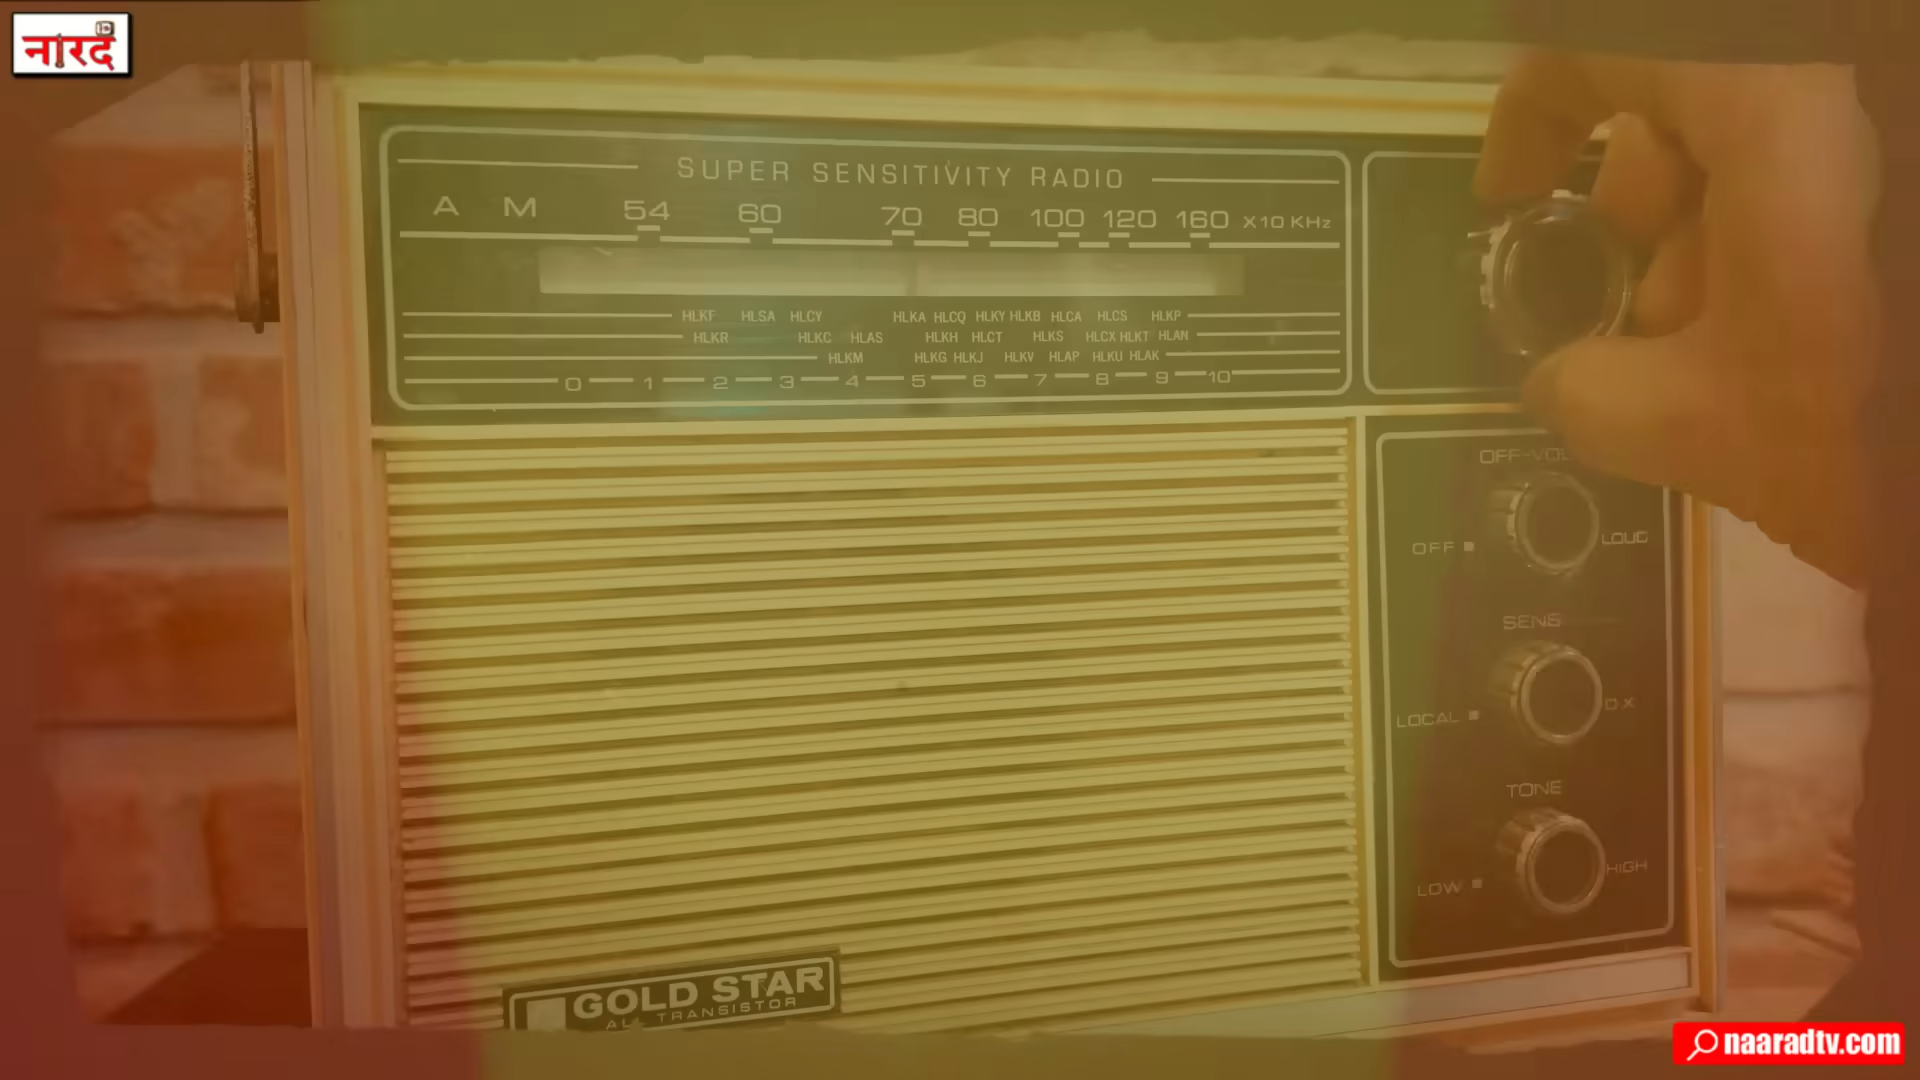 नारद
SUPER SENSITIVITY RADIO
A M 54 60 70 80 100 120 160 X10 KHz
HLKF HLSA HLCY HLKA HLCQ HLKY HLKB HLCA HLCS HLKP
HLKR HLKC HLAS HLKH HLCT HLKS HLCX HLKT HLAN
HLKM HLKG HLKJ HLKV HLAP HLKU HLAK
0 1 2 3 4 5 6 7 8 9 10
OFF-VOL
OFF LOUD
SENS
LOCAL D.X
TONE
LOW HIGH
GOLD STAR
ALL TRANSISTOR
naaradtv.com